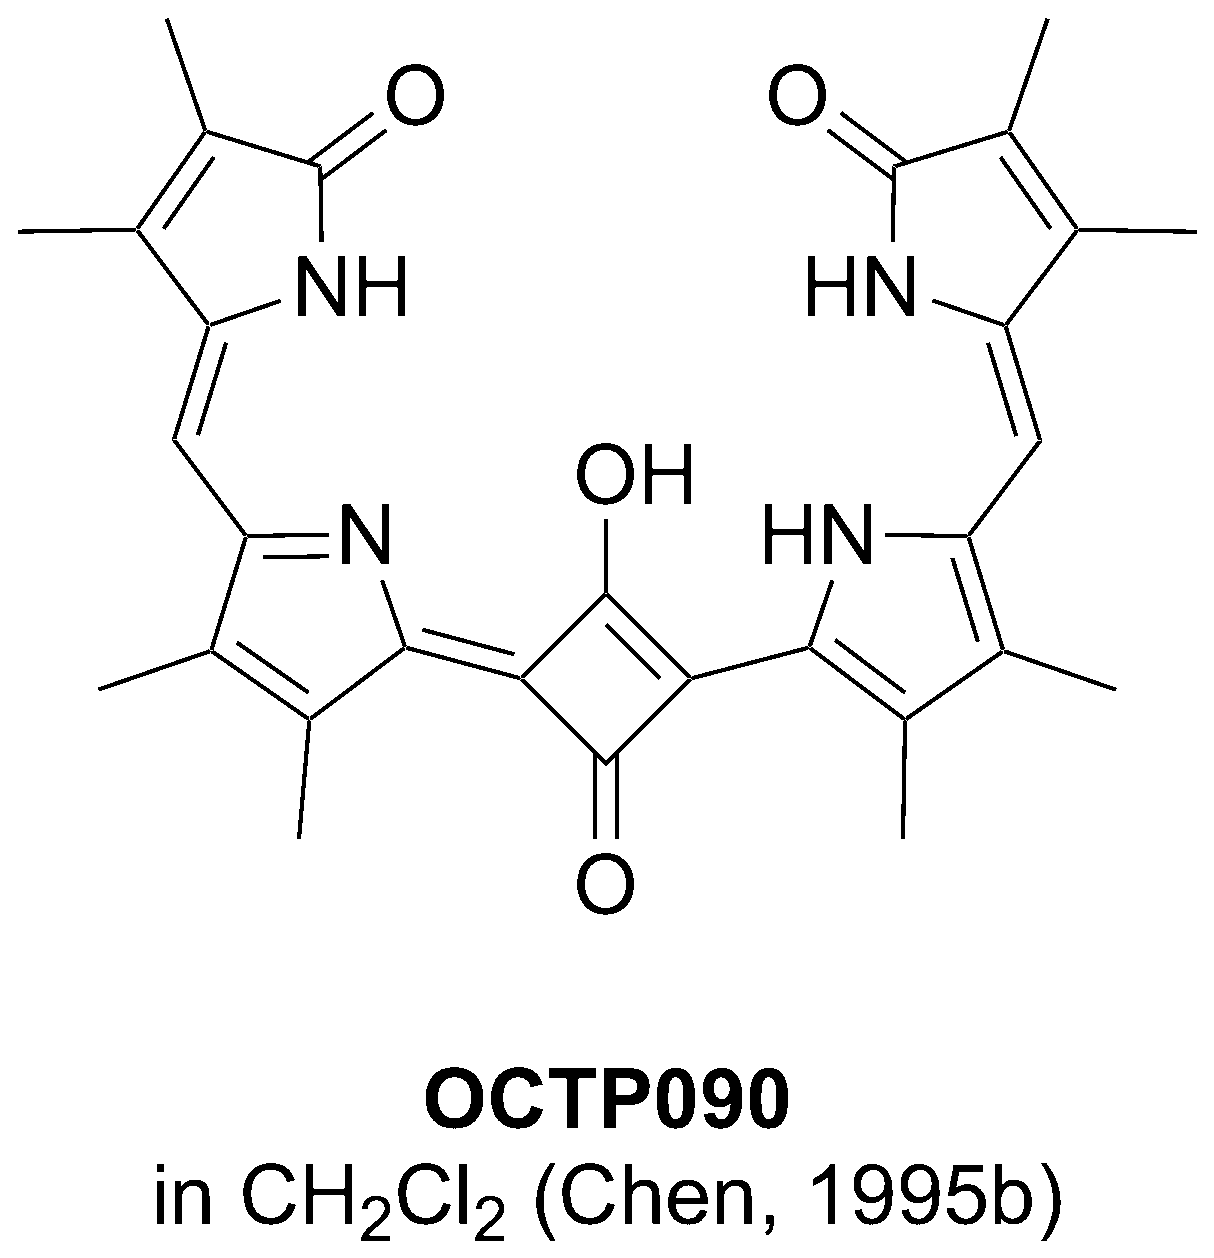 O O
NH HN
OH
N HN
O
OCTP090
in CH₂Cl₂ (Chen, 1995b)